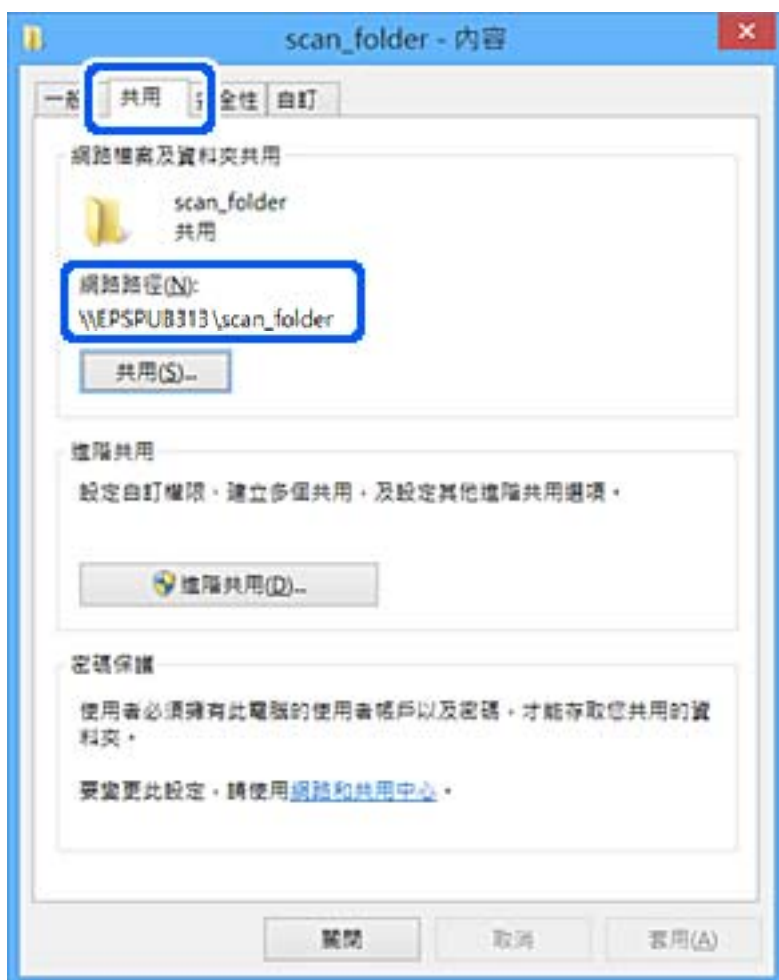 scan_folder - 內容
一般 共用 安全性 自訂
網路檔案及資料夾共用
scan_folder
共用
網路路徑(N):
\\EPSPUB313\scan_folder
共用(S)...
進階共用
設定自訂權限、建立多個共用，及設定其他進階共用選項。
進階共用(D)...
密碼保護
使用者必須擁有此電腦的使用者帳戶以及密碼，才能存取您共用的資
料夾。
要變更此設定，請使用網路和共用中心。
關閉 取消 套用(A)